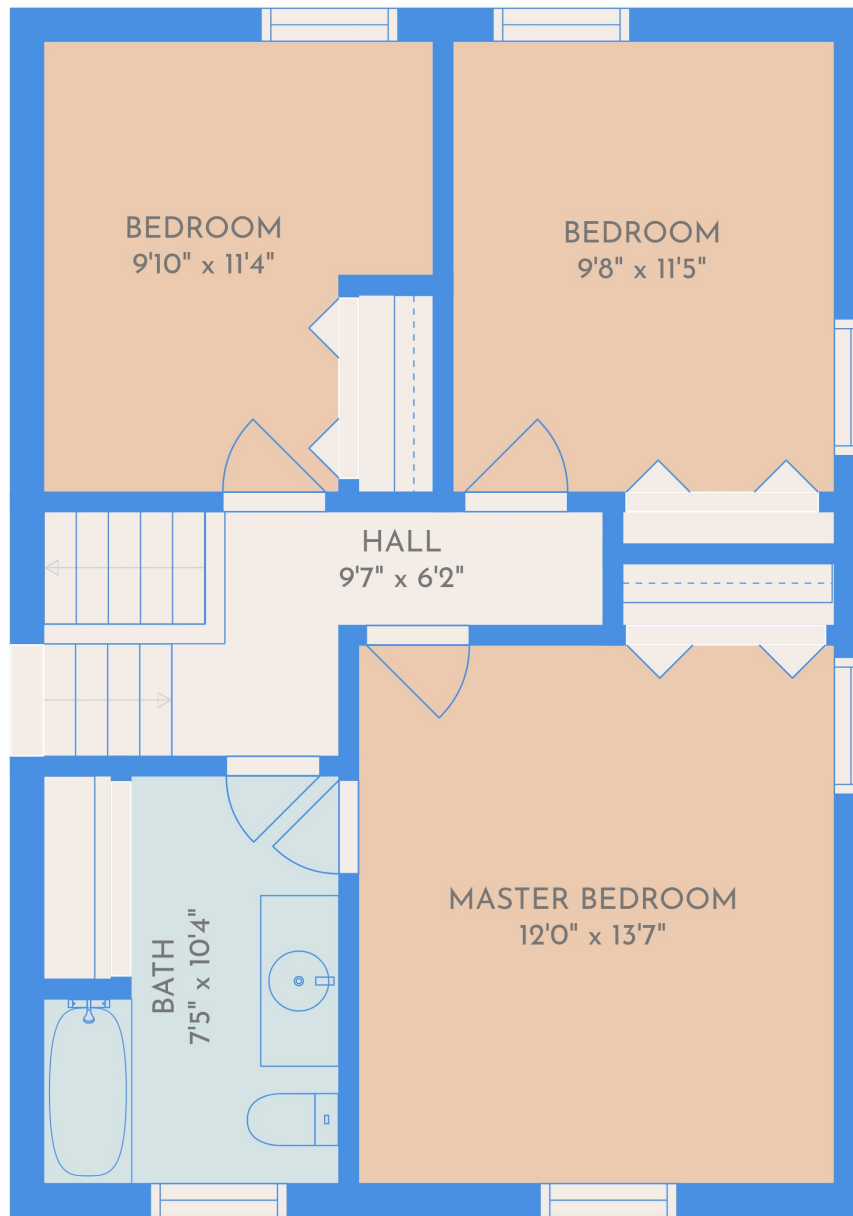 BEDROOM
9'10" x 11'4"
BEDROOM
9'8" x 11'5"
HALL
9'7" x 6'2"
MASTER BEDROOM
12'0" x 13'7"
BATH
7'5" x 10'4"